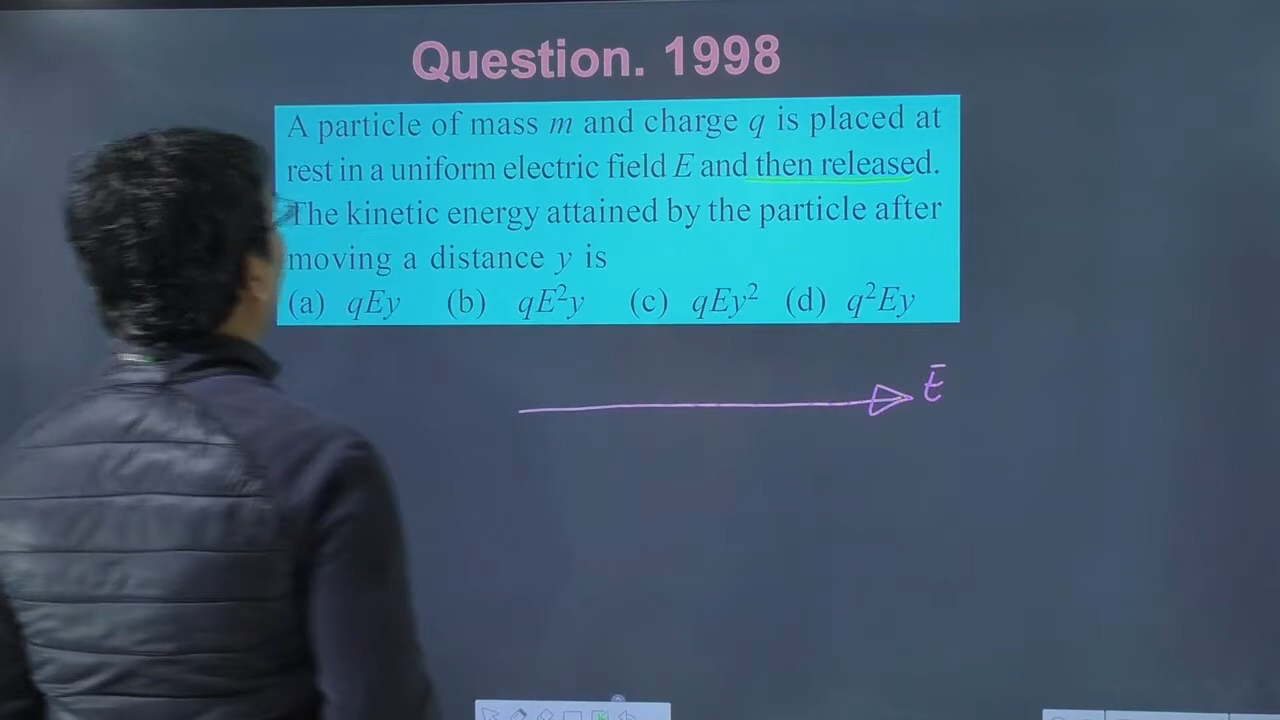 Question. 1998
A particle of mass m and charge q is placed at
rest in a uniform electric field E and then released.
The kinetic energy attained by the particle after
moving a distance y is
(a) qEy (b) qE²y (c) qEy² (d) q²Ey
E̅